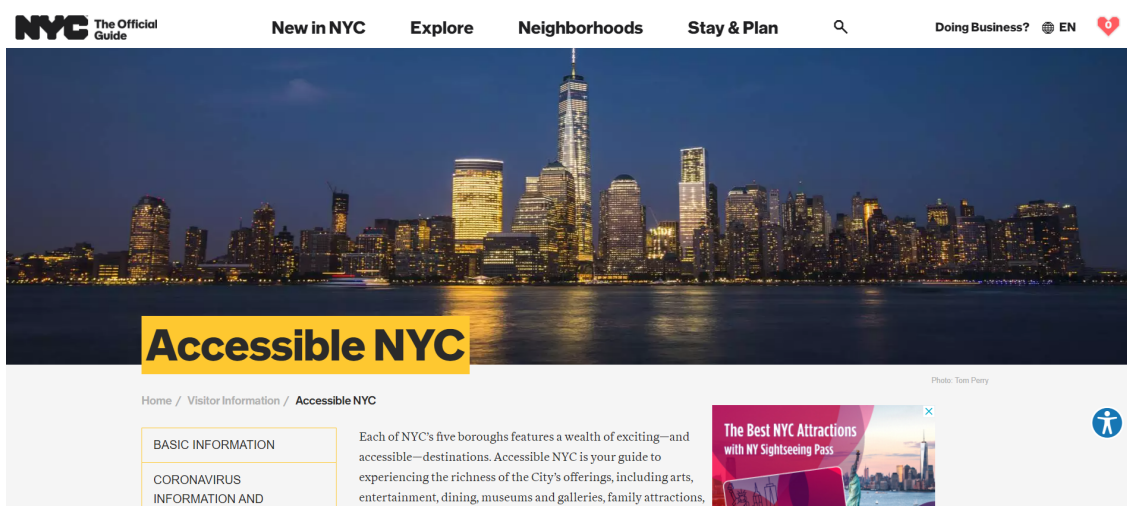 NYC The Official Guide
New in NYC
Explore
Neighborhoods
Stay & Plan
Doing Business?
EN
0
Accessible NYC
Photo: Tom Perry
Home / Visitor Information / Accessible NYC
BASIC INFORMATION
CORONAVIRUS
INFORMATION AND
Each of NYC's five boroughs features a wealth of exciting—and
accessible—destinations. Accessible NYC is your guide to
experiencing the richness of the City's offerings, including arts,
entertainment, dining, museums and galleries, family attractions,
The Best NYC Attractions
with NY Sightseeing Pass